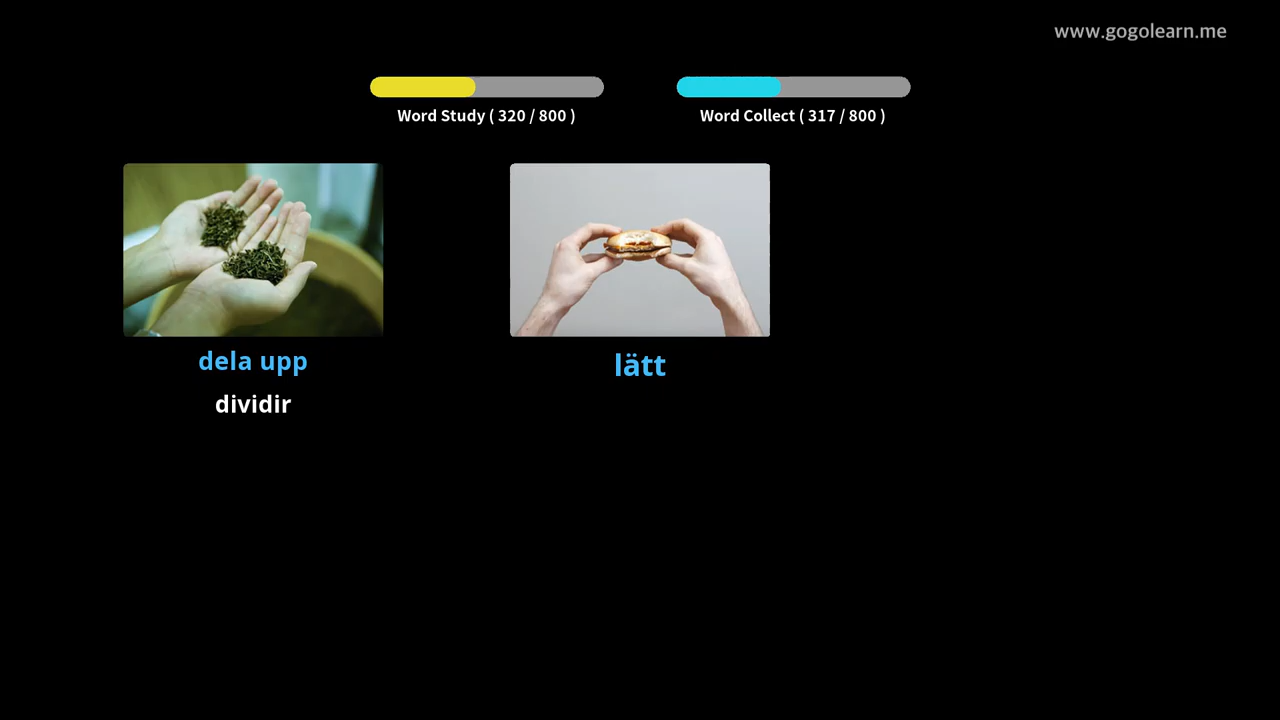 www.gogolearn.me
Word Study ( 320 / 800 )
Word Collect ( 317 / 800 )
dela upp
dividir
lätt